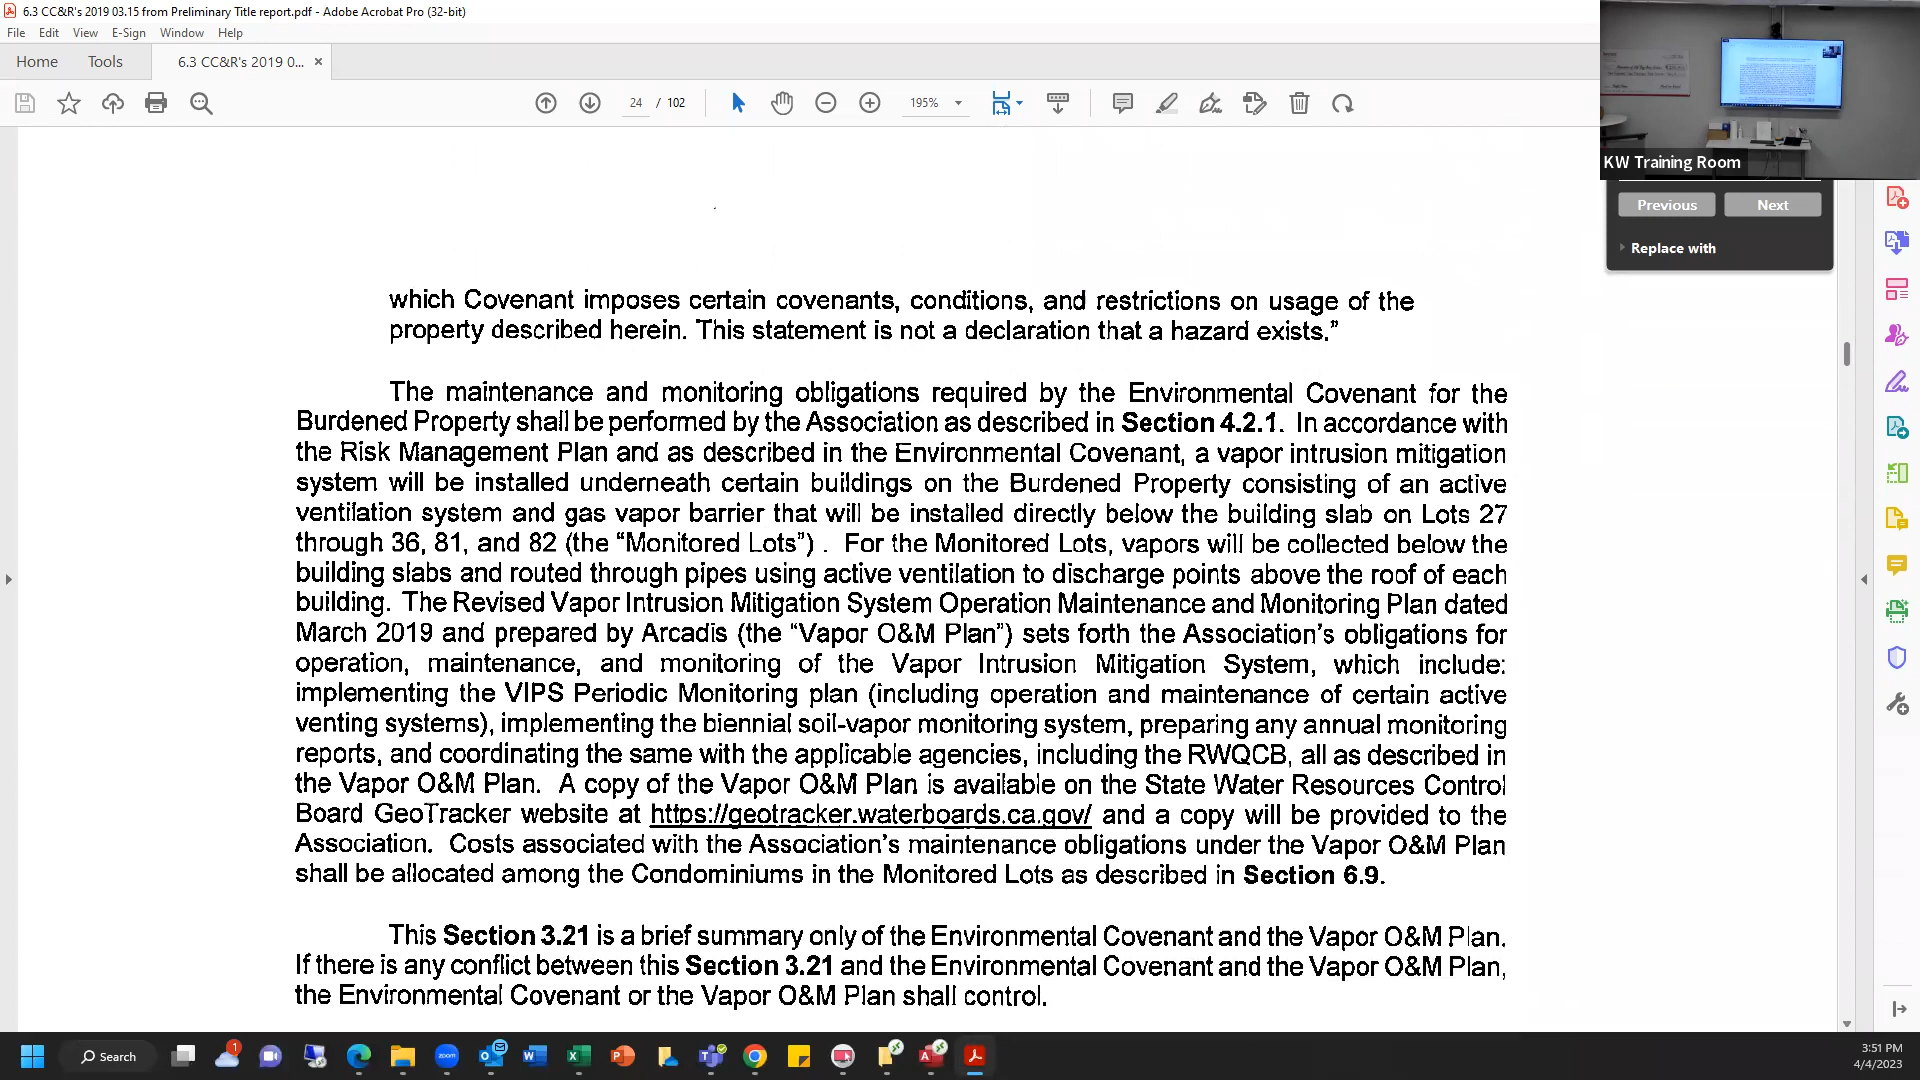 6.3 CC&R's 2019 03.15 from Preliminary Title report.pdf - Adobe Acrobat Pro (32-bit)
File Edit View E-Sign Window Help
Home Tools 6.3 CC&R's 2019 0... ×
24 / 102 195%
KW Training Room
Previous Next
Replace with
which Covenant imposes certain covenants, conditions, and restrictions on usage of the
property described herein. This statement is not a declaration that a hazard exists.”
The maintenance and monitoring obligations required by the Environmental Covenant for the
Burdened Property shall be performed by the Association as described in Section 4.2.1. In accordance with
the Risk Management Plan and as described in the Environmental Covenant, a vapor intrusion mitigation
system will be installed underneath certain buildings on the Burdened Property consisting of an active
ventilation system and gas vapor barrier that will be installed directly below the building slab on Lots 27
through 36, 81, and 82 (the “Monitored Lots”) . For the Monitored Lots, vapors will be collected below the
building slabs and routed through pipes using active ventilation to discharge points above the roof of each
building. The Revised Vapor Intrusion Mitigation System Operation Maintenance and Monitoring Plan dated
March 2019 and prepared by Arcadis (the “Vapor O&M Plan”) sets forth the Association’s obligations for
operation, maintenance, and monitoring of the Vapor Intrusion Mitigation System, which include:
implementing the VIPS Periodic Monitoring plan (including operation and maintenance of certain active
venting systems), implementing the biennial soil-vapor monitoring system, preparing any annual monitoring
reports, and coordinating the same with the applicable agencies, including the RWQCB, all as described in
the Vapor O&M Plan. A copy of the Vapor O&M Plan is available on the State Water Resources Control
Board GeoTracker website at https://geotracker.waterboards.ca.gov/ and a copy will be provided to the
Association. Costs associated with the Association’s maintenance obligations under the Vapor O&M Plan
shall be allocated among the Condominiums in the Monitored Lots as described in Section 6.9.
This Section 3.21 is a brief summary only of the Environmental Covenant and the Vapor O&M Plan.
If there is any conflict between this Section 3.21 and the Environmental Covenant and the Vapor O&M Plan,
the Environmental Covenant or the Vapor O&M Plan shall control.
Search
1
zoom
3:51 PM
4/4/2023